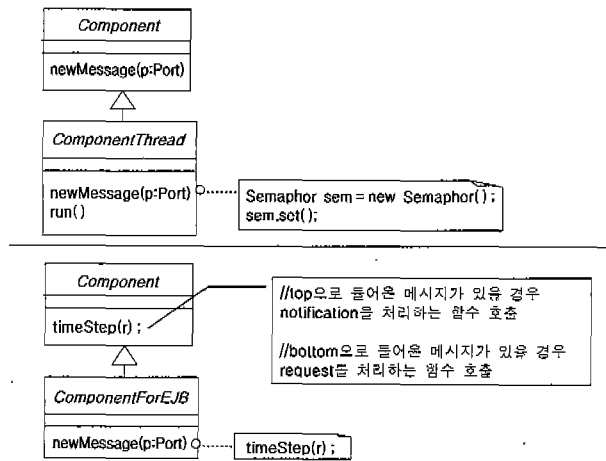 Component
newMessage(p:Port)
ComponentThread
newMessage(p:Port)
run()
Semaphor sem = new Semaphor();
sem.set();
Component
timeStep(r) ;
//top으로 들어온 메시지가 있을 경우
notification를 처리하는 함수 호출
//bottom으로 들어온 메시지가 있을 경우
request를 처리하는 함수 호출
ComponentForEJB
newMessage(p:Port)
timeStep(r) ;